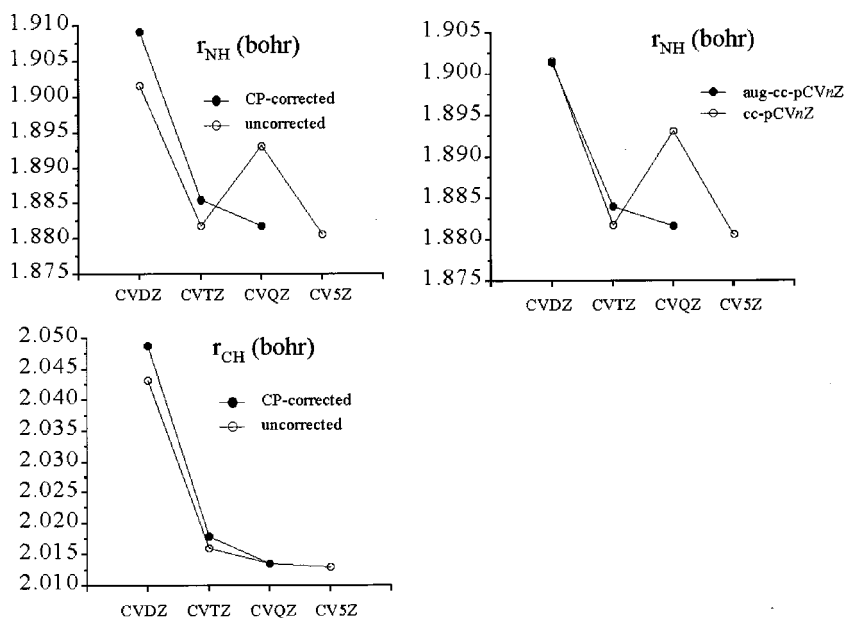 r_NH (bohr)
CP-corrected
uncorrected
1.910
1.905
1.900
1.895
1.890
1.885
1.880
1.875
CVDZ CVTZ CVQZ CV5Z
r_NH (bohr)
aug-cc-pCVnZ
cc-pCVnZ
1.905
1.900
1.895
1.890
1.885
1.880
1.875
CVDZ CVTZ CVQZ CV5Z
r_CH (bohr)
CP-corrected
uncorrected
2.050
2.045
2.040
2.035
2.030
2.025
2.020
2.015
2.010
CVDZ CVTZ CVQZ CV5Z